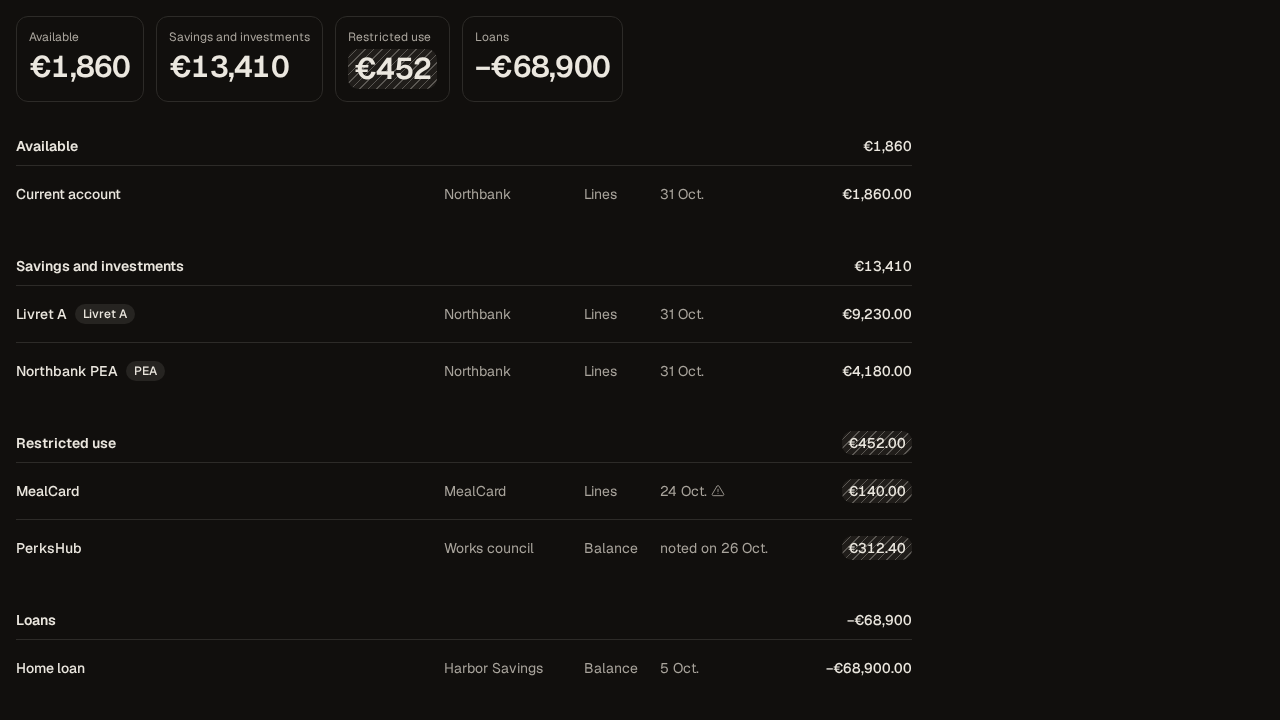 Available
€1,860
Savings and investments
€13,410
Restricted use
€452
Loans
–€68,900
Available €1,860
Current account Northbank Lines 31 Oct. €1,860.00
Savings and investments €13,410
Livret A Livret A Northbank Lines 31 Oct. €9,230.00
Northbank PEA PEA Northbank Lines 31 Oct. €4,180.00
Restricted use €452.00
MealCard MealCard Lines 24 Oct. €140.00
PerksHub Works council Balance noted on 26 Oct. €312.40
Loans –€68,900
Home loan Harbor Savings Balance 5 Oct. –€68,900.00